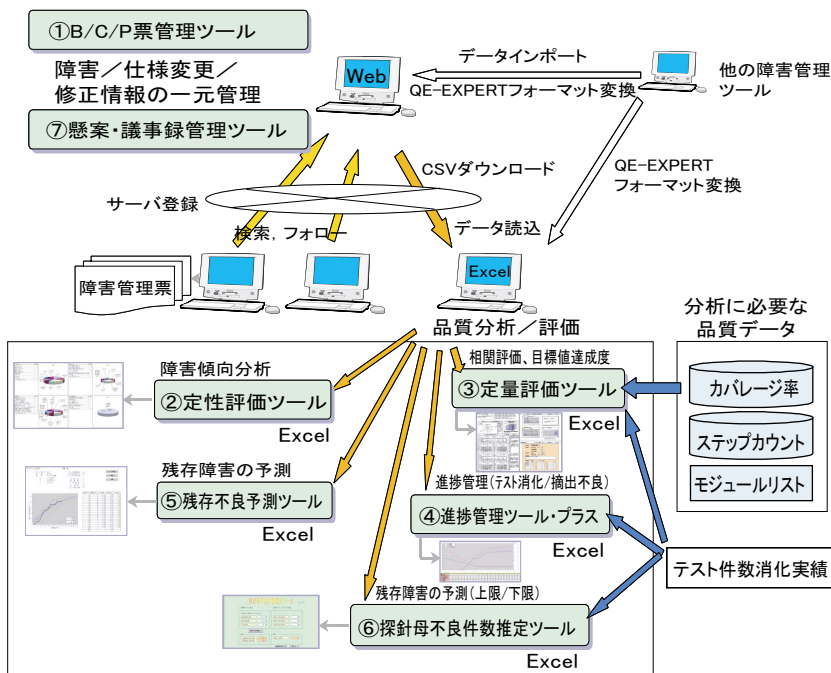 ①B/C/P票管理ツール
障害／仕様変更／
修正情報の一元管理
⑦懸案・議事録管理ツール
Web
データインポート
QE-EXPERTフォーマット変換
他の障害管理
ツール
QE-EXPERT
フォーマット変換
CSVダウンロード
サーバ登録
検索，フォロー
データ読込
障害管理票
Excel
品質分析／評価
分析に必要な
品質データ
カバレージ率
ステップカウント
モジュールリスト
障害傾向分析
②定性評価ツール
Excel
相関評価、目標値達成度
③定量評価ツール
Excel
残存障害の予測
⑤残存不良予測ツール
Excel
進捗管理(テスト消化/摘出不良)
④進捗管理ツール・プラス
Excel
テスト件数消化実績
残存障害の予測(上限/下限)
⑥探針母不良件数推定ツール
Excel